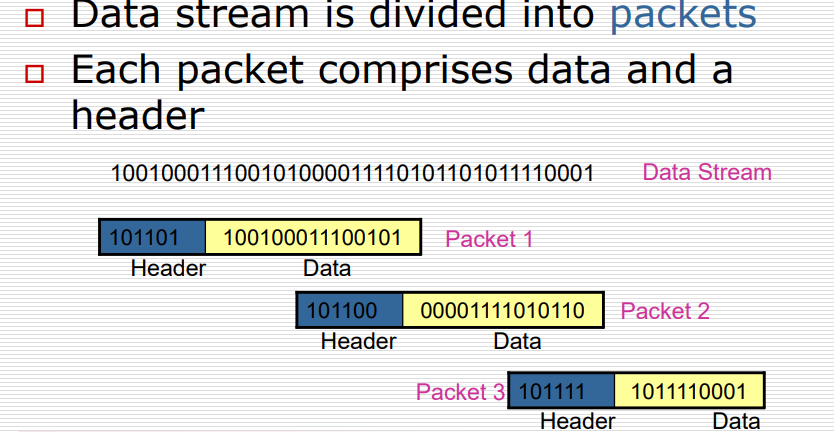 Data stream is divided into packets
Each packet comprises data and a
header
100100011100101000011110101101011110001 Data Stream
101101 100100011100101 Packet 1
Header Data
101100 00001111010110 Packet 2
Header Data
Packet 3 101111 1011110001
Header Data